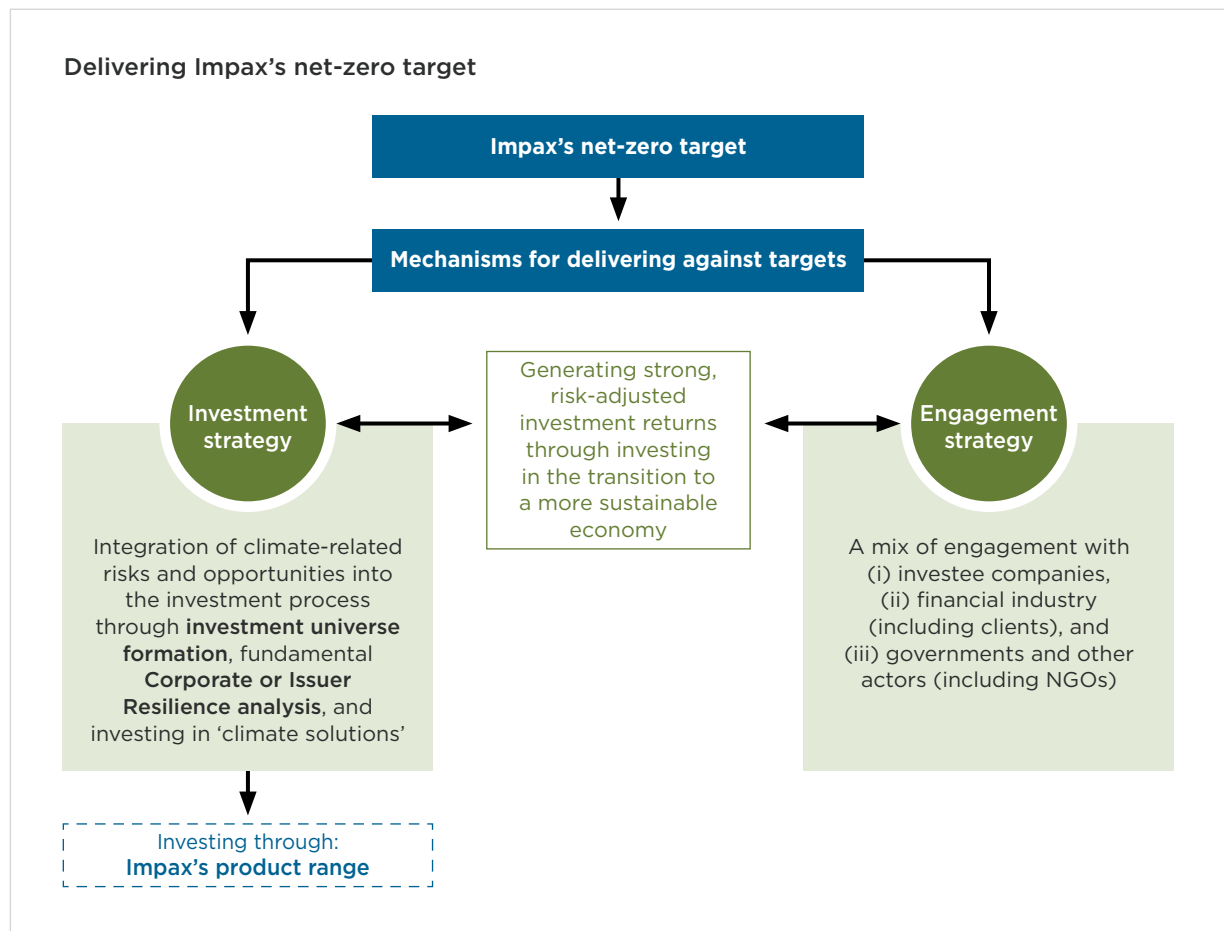 Delivering Impax’s net-zero target
Impax’s net-zero target
Mechanisms for delivering against targets
Investment
strategy
Integration of climate-related
risks and opportunities into
the investment process
through investment universe
formation, fundamental
Corporate or Issuer
Resilience analysis, and
investing in ‘climate solutions’
Investing through:
Impax’s product range
Generating strong,
risk-adjusted
investment returns
through investing
in the transition to
a more sustainable
economy
Engagement
strategy
A mix of engagement with
(i) investee companies,
(ii) financial industry
(including clients), and
(iii) governments and other
actors (including NGOs)